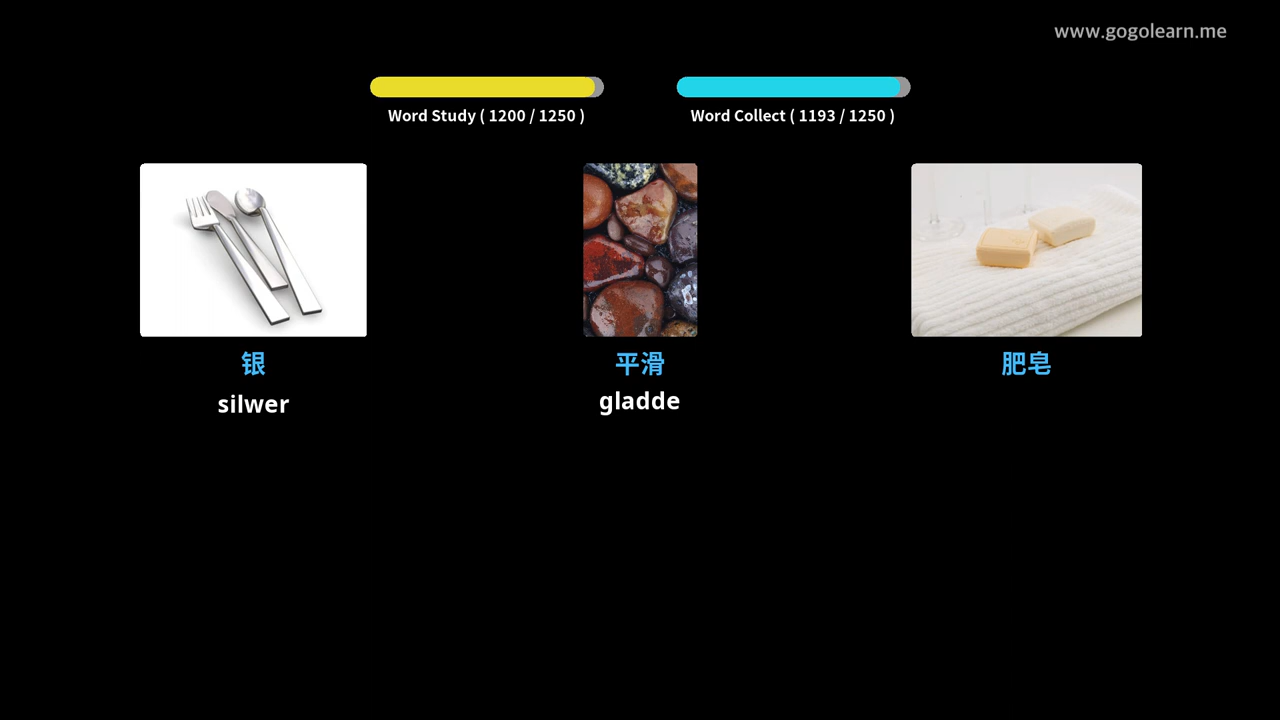 www.gogolearn.me
Word Study ( 1200 / 1250 )
Word Collect ( 1193 / 1250 )
银
平滑
肥皂
silwer
gladde